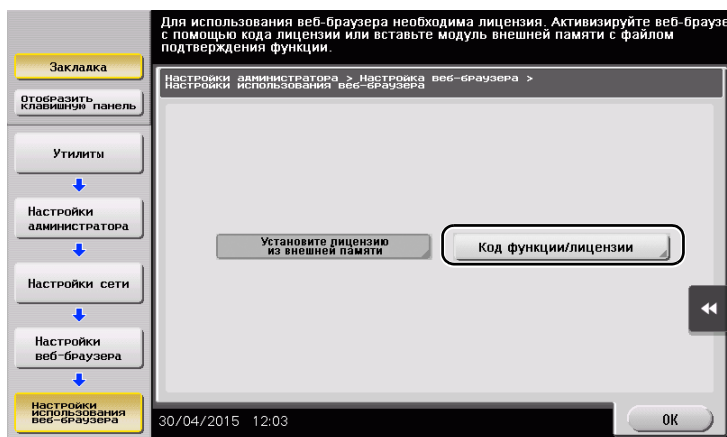 Для использования веб-браузера необходима лицензия. Активизируйте веб-браузе
с помощью кода лицензии или вставьте модуль внешней памяти с файлом
подтверждения функции.
Закладка
Отобразить
клавишную панель
Утилиты
Настройки
администратора
Настройки сети
Настройки
веб-браузера
Настройки
использования
веб-браузера
Настройки администратора > Настройка веб-браузера >
Настройки использования веб-браузера
Установите лицензию
из внешней памяти
Код функции/лицензии
30/04/2015 12:03
OK